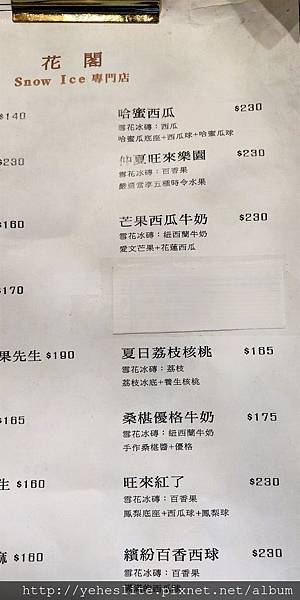 花閣
Snow Ice 專門店
$140
$230
$160
$170
果先生 $190
$165
生 $160
麻 $160
哈蜜西瓜 $230
雪花冰磚：西瓜
哈蜜瓜底座+西瓜球+哈蜜瓜球
仲夏旺來樂園 $230
雪花冰磚：百香果
嚴選當季五種時令水果
芒果西瓜牛奶 $230
雪花冰磚：紐西蘭牛奶
愛文芒果+花蓮西瓜
夏日荔枝核桃 $165
雪花冰磚：荔枝
荔枝冰底+養生核桃
桑椹優格牛奶 $175
雪花冰磚：紐西蘭牛奶
手作桑椹醬+優格
旺來紅了 $230
雪花冰磚：百香果
鳳梨底座+西瓜球+鳳梨球
繽紛百香西球 $230
雪花冰磚：百香果
http://yeheslife.pixnet.net/album